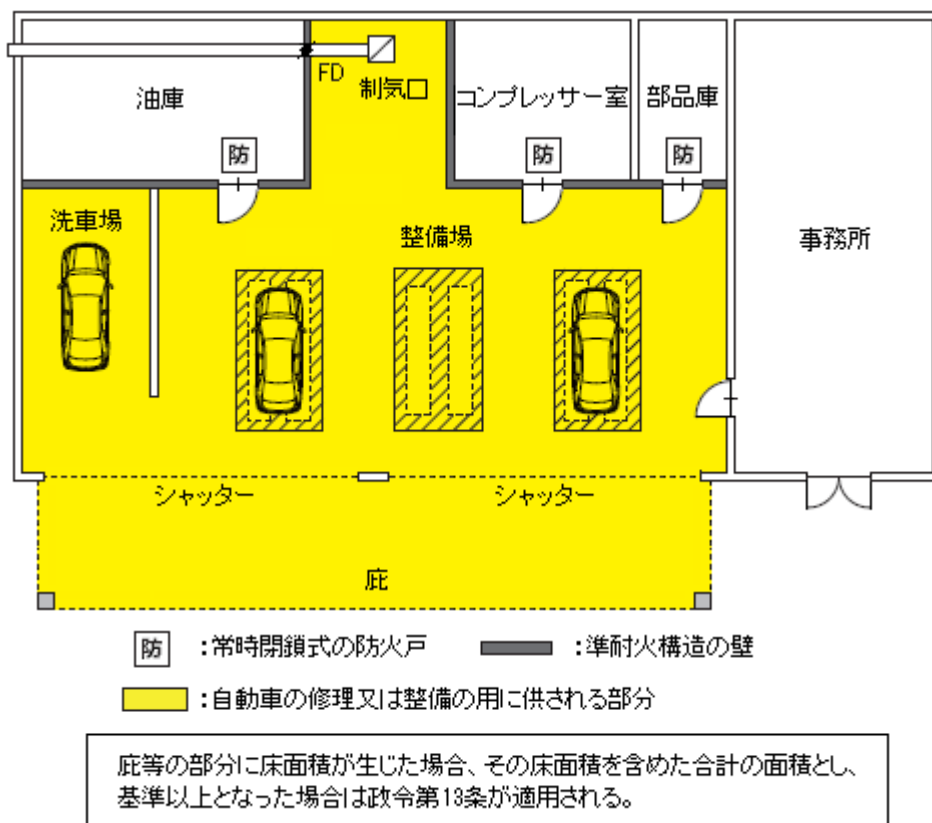 油庫
FD
制気口
コンプレッサー室
部品庫
防
防
防
洗車場
整備場
事務所
シャッター
シャッター
庇
防 :常時閉鎖式の防火戸
:準耐火構造の壁
:自動車の修理又は整備の用に供される部分
庇等の部分に床面積が生じた場合、その床面積を含めた合計の面積とし、
基準以上となった場合は政令第13条が適用される。